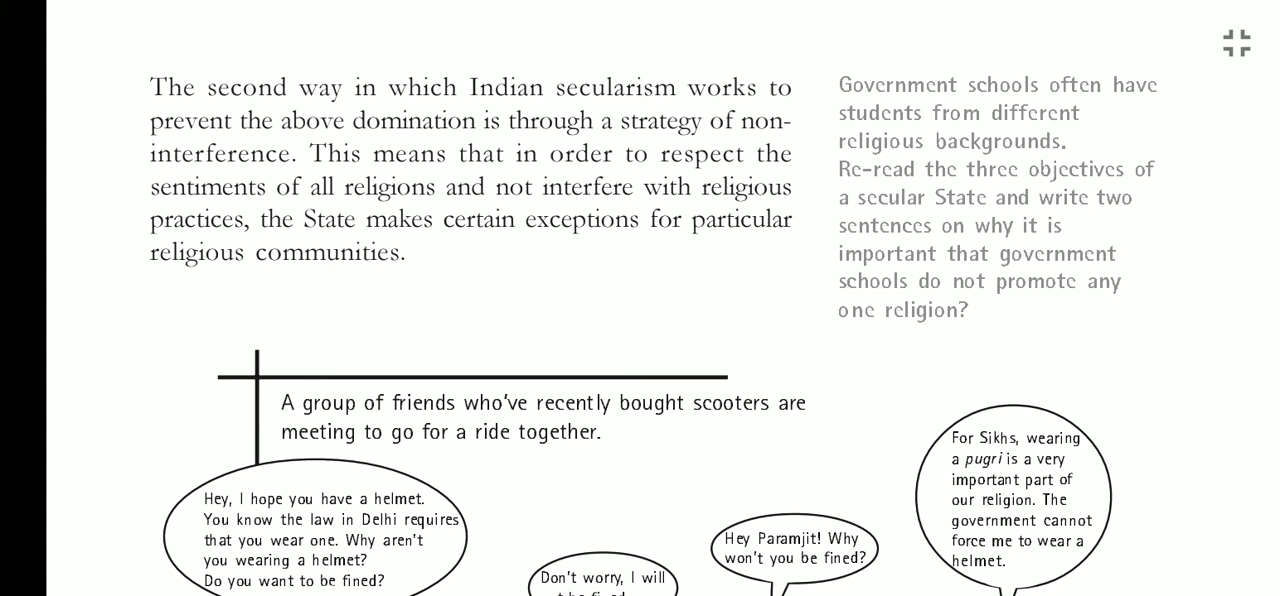 The second way in which Indian secularism works to
prevent the above domination is through a strategy of non-
interference. This means that in order to respect the
sentiments of all religions and not interfere with religious
practices, the State makes certain exceptions for particular
religious communities.
Government schools often have
students from different
religious backgrounds.
Re-read the three objectives of
a secular State and write two
sentences on why it is
important that government
schools do not promote any
one religion?
A group of friends who've recently bought scooters are
meeting to go for a ride together.
Hey, I hope you have a helmet.
You know the law in Delhi requires
that you wear one. Why aren't
you wearing a helmet?
Do you want to be fined?
Don't worry, I will
Hey Paramjit! Why
won't you be fined?
For Sikhs, wearing
a pugri is a very
important part of
our religion. The
government cannot
force me to wear a
helmet.